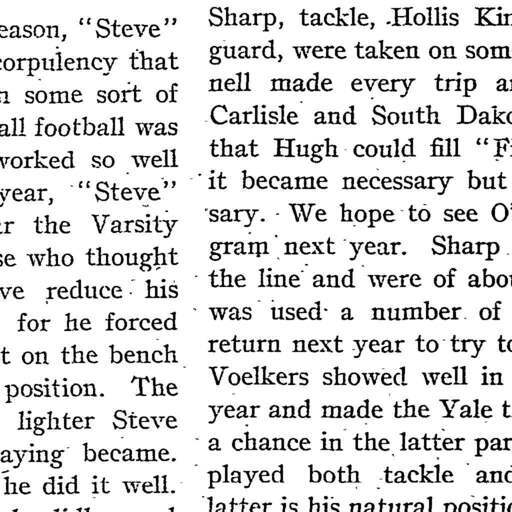 eason, "Steve"
corpulency that
some sort of
all football was
worked so well
year, "Steve"
the Varsity
se who thought
ve reduce his
for he forced
t on the bench
position. The
lighter Steve
aying became.
he did it well.
Sharp, tackle, Hollis Kin
guard, were taken on som
nell made every trip a
Carlisle and South Dako
that Hugh could fill "Fi
it became necessary but
sary. We hope to see O'
gram next year. Sharp
the line and were of abou
was used a number of
return next year to try to
Voelkers showed well in
year and made the Yale t
a chance in the latter par
played both tackle and
latter is his natural positio